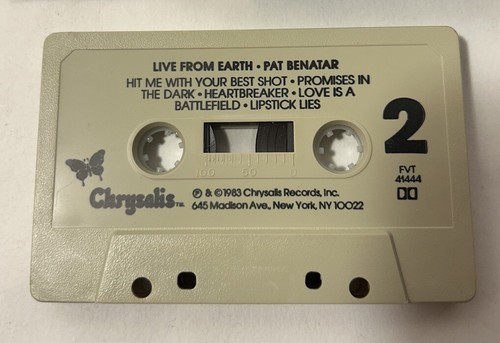 LIVE FROM EARTH • PAT BENATAR
HIT ME WITH YOUR BEST SHOT • PROMISES IN
THE DARK • HEARTBREAKER • LOVE IS A
BATTLEFIELD • LIPSTICK LIES
2
100 50
FVT
41444
Chrysalis TM
℗ & © 1983 Chrysalis Records, Inc.
645 Madison Ave., New York, NY 10022